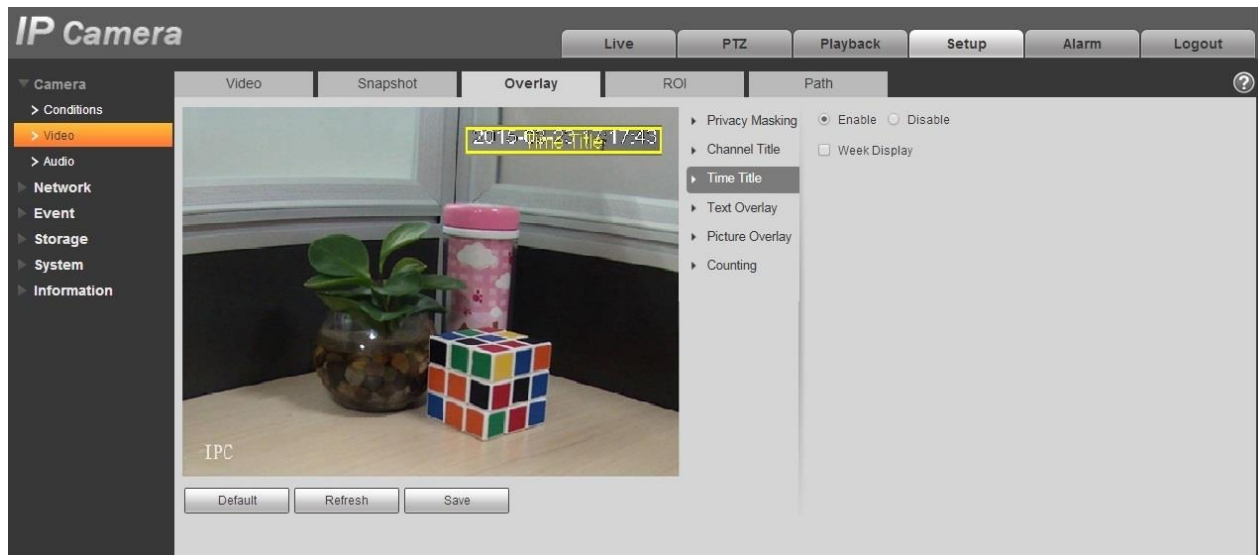 IP Camera
Live
PTZ
Playback
Setup
Alarm
Logout
Camera
Conditions
Video
Audio
Network
Event
Storage
System
Information
Video
Snapshot
Overlay
ROI
Path
Time Title
IPC
Default
Refresh
Save
Privacy Masking
Channel Title
Time Title
Text Overlay
Picture Overlay
Counting
Enable Disable
Week Display